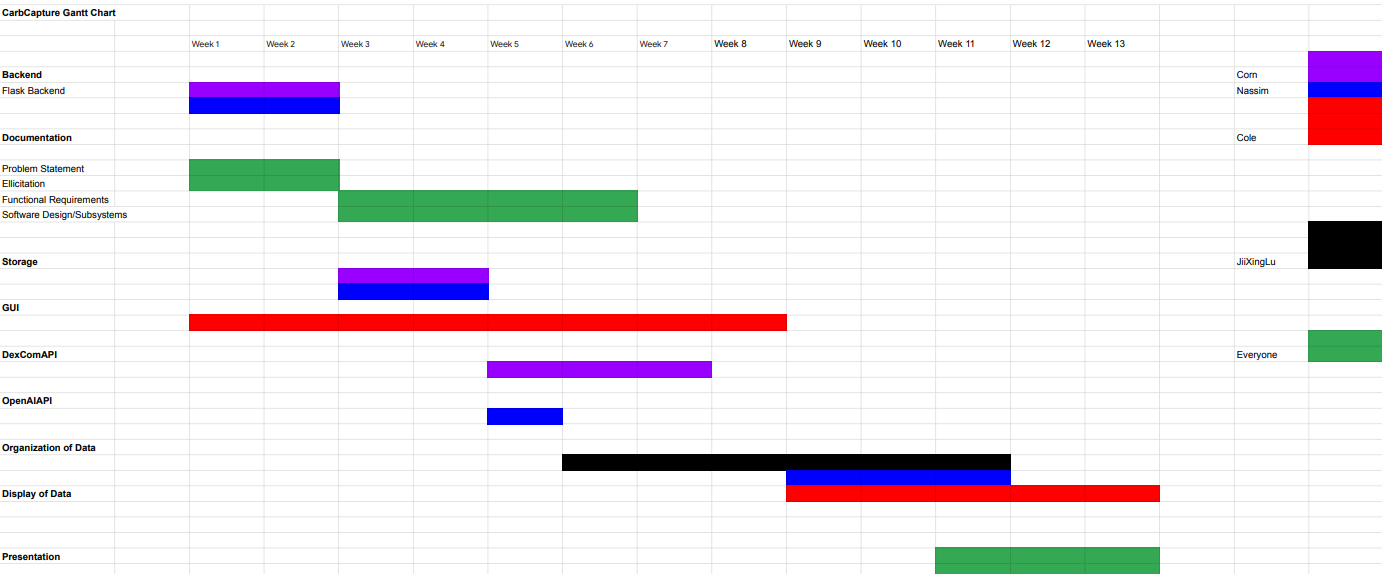 CarbCapture Gantt Chart
Week 1 Week 2 Week 3 Week 4 Week 5 Week 6 Week 7 Week 8 Week 9 Week 10 Week 11 Week 12 Week 13
Backend Corn
Flask Backend Nassim
Documentation Cole
Problem Statement
Ellicitation
Functional Requirements
Software Design/Subsystems
Storage JiiXingLu
GUI
DexComAPI Everyone
OpenAIAPI
Organization of Data
Display of Data
Presentation